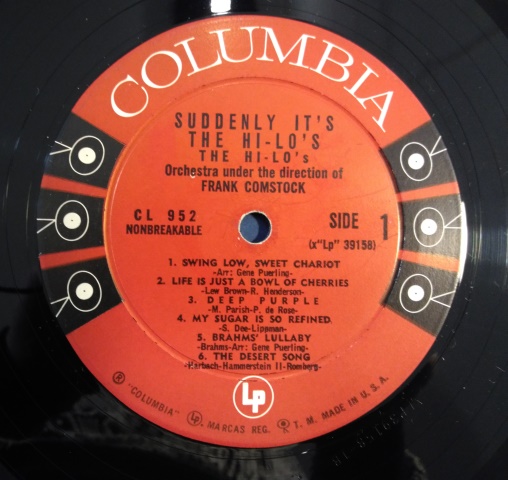 COLUMBIA
SUDDENLY IT'S
THE HI-LO'S
THE HI-LO's
Orchestra under the direction of
FRANK COMSTOCK
CL 952
NONBREAKABLE
SIDE 1
(x"Lp" 39158)
1. SWING LOW, SWEET CHARIOT
-Arr: Gene Puerling-
2. LIFE IS JUST A BOWL OF CHERRIES
-Lew Brown-R. Henderson-
3. DEEP PURPLE
-M. Parish-P. de Rose-
4. MY SUGAR IS SO REFINED
-S. Dee-Lippman-
5. BRAHMS' LULLABY
-Brahms-Arr: Gene Puerling-
6. THE DESERT SONG
-Harbach-Hammerstein II-Romberg-
Lp
® "COLUMBIA" MARCAS REG. T. M. MADE IN U. S. A.